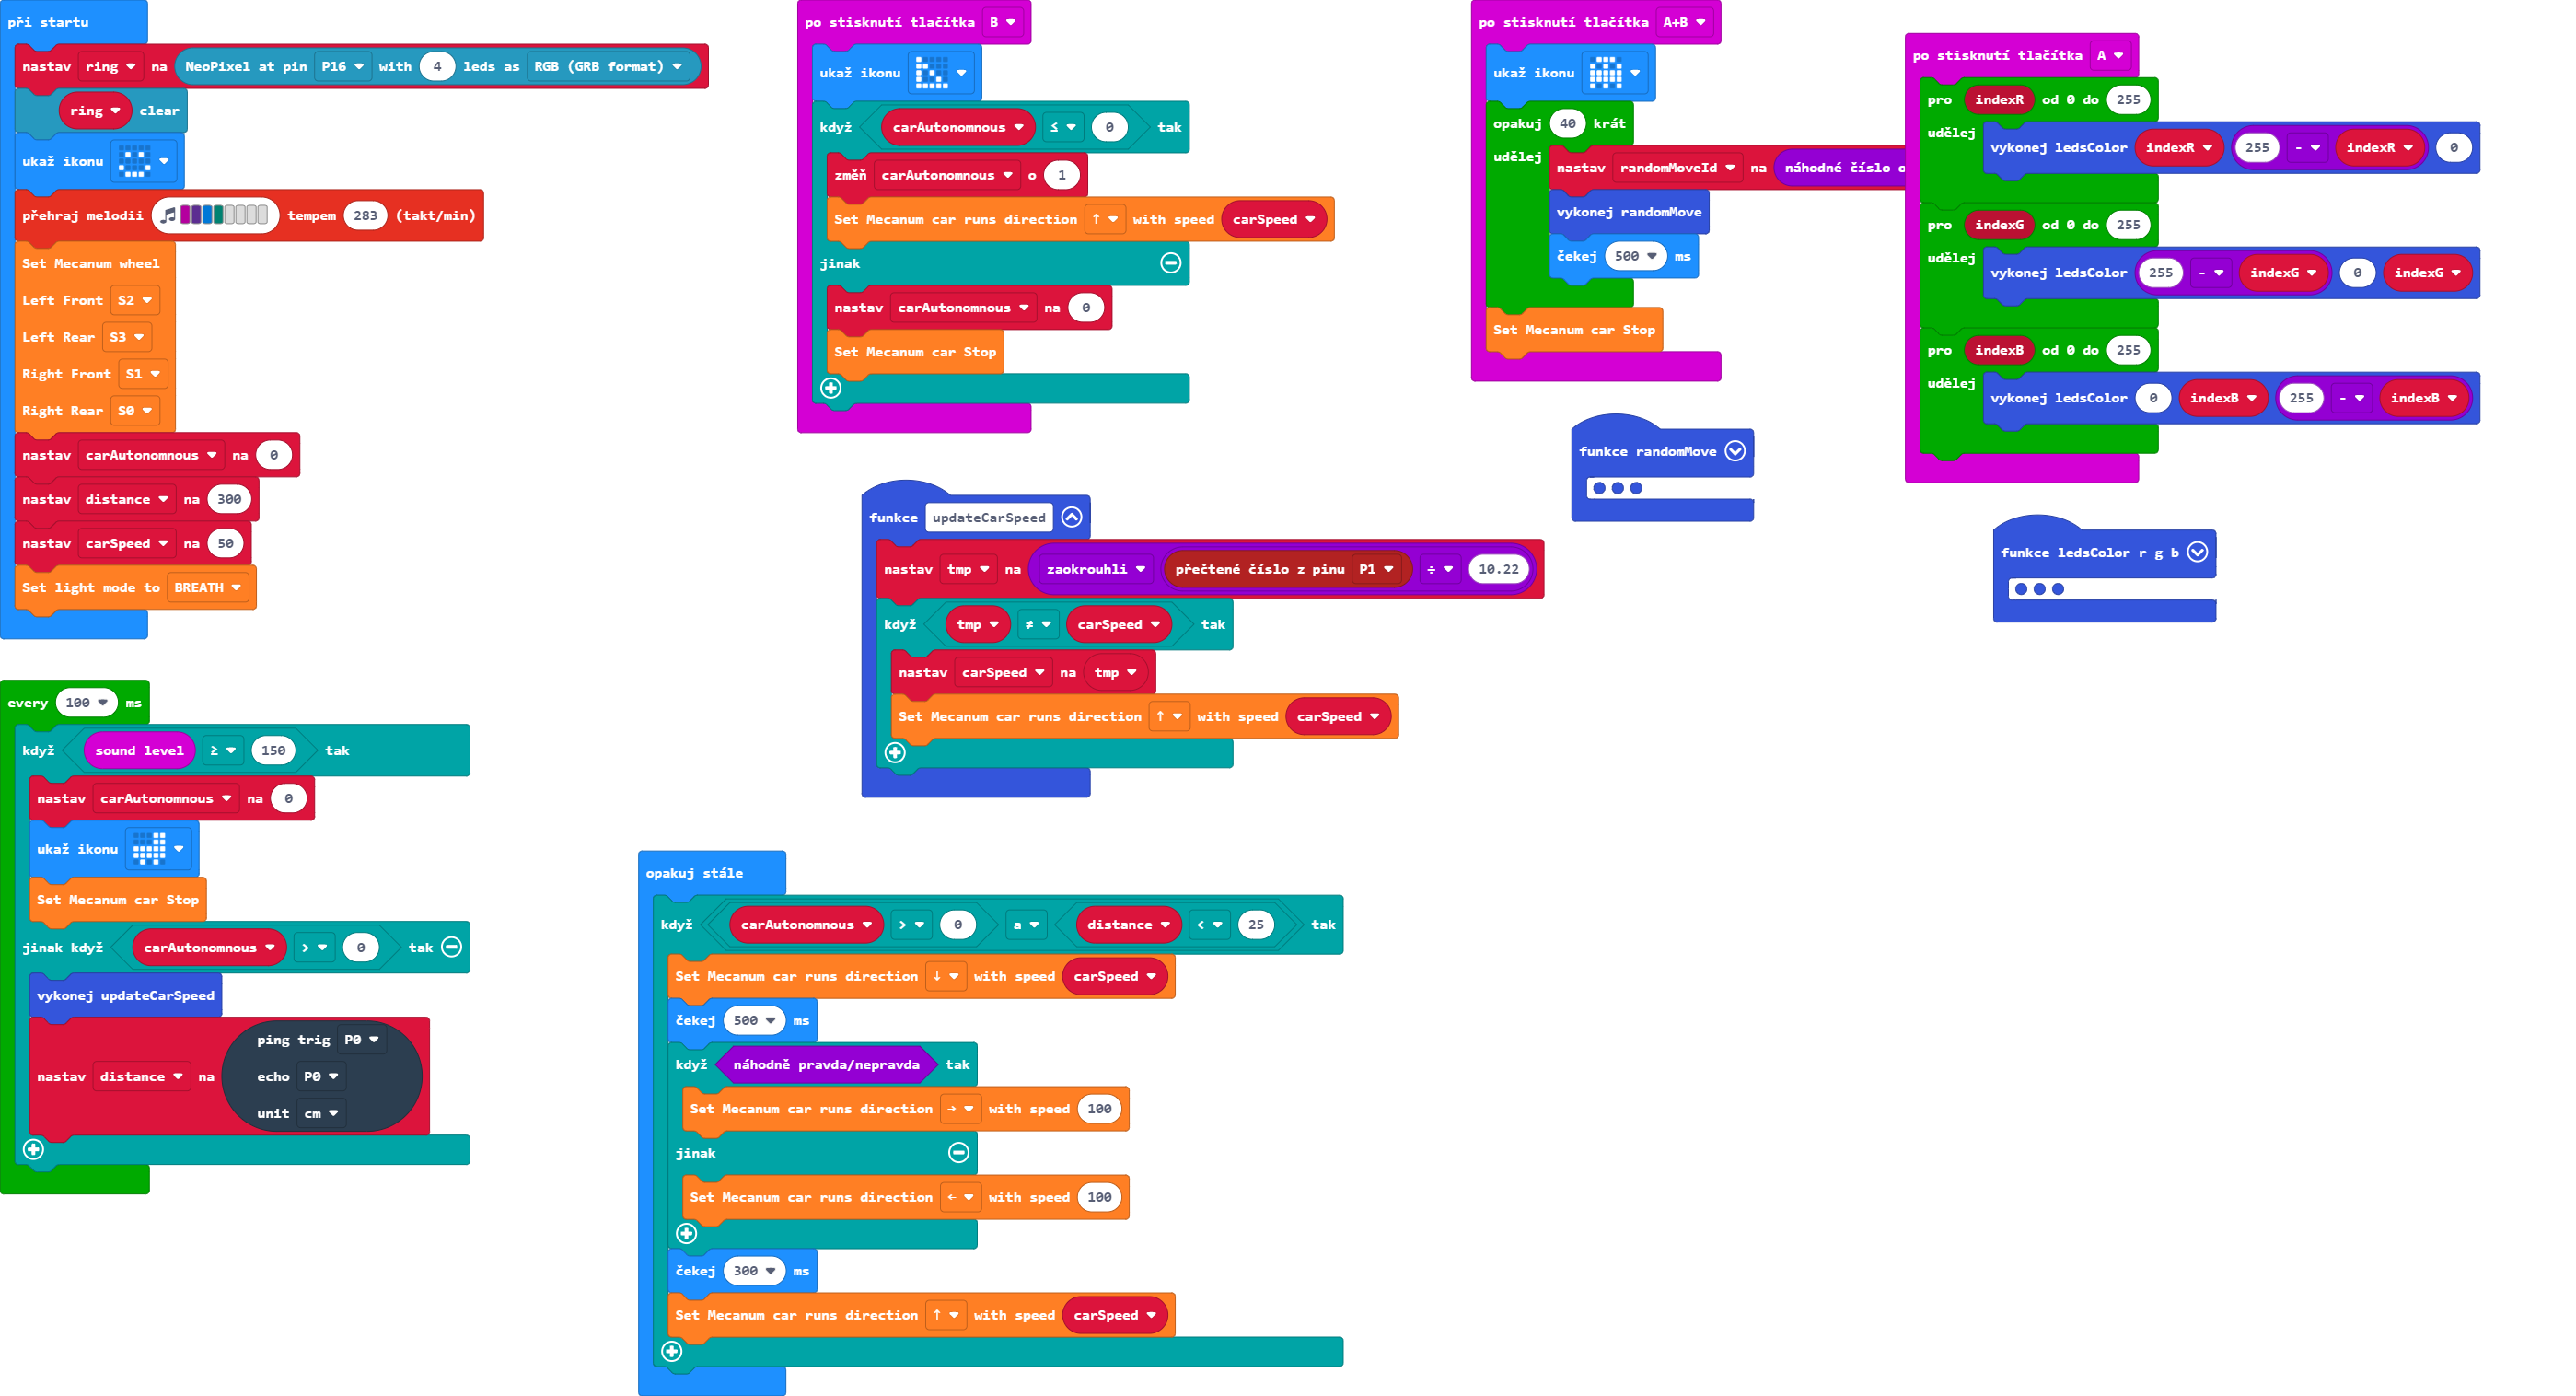 při startu
nastav ring na NeoPixel at pin P16 with 4 leds as RGB (GRB format)
ring clear
ukaž ikonu
přehraj melodii tempem 283 (takt/min)
Set Mecanum wheel
Left Front S2
Left Rear S3
Right Front S1
Right Rear S0
nastav carAutonomnous na 0
nastav distance na 300
nastav carSpeed na 50
Set light mode to BREATH
every 100 ms
když sound level ≥ 150 tak
nastav carAutonomnous na 0
ukaž ikonu
Set Mecanum car Stop
jinak když carAutonomnous > 0 tak
vykonej updateCarSpeed
nastav distance na ping trig P0
echo P0
unit cm
po stisknutí tlačítka B
ukaž ikonu
když carAutonomnous ≤ 0 tak
změň carAutonomnous o 1
Set Mecanum car runs direction ↑ with speed carSpeed
jinak
nastav carAutonomnous na 0
Set Mecanum car Stop
funkce updateCarSpeed
nastav tmp na zaokrouhli přečtené číslo z pinu P1 ÷ 10.22
když tmp ≠ carSpeed tak
nastav carSpeed na tmp
Set Mecanum car runs direction ↑ with speed carSpeed
opakuj stále
když carAutonomnous > 0 a distance < 25 tak
Set Mecanum car runs direction ↓ with speed carSpeed
čekej 500 ms
když náhodně pravda/nepravda tak
Set Mecanum car runs direction → with speed 100
jinak
Set Mecanum car runs direction ← with speed 100
čekej 300 ms
Set Mecanum car runs direction ↑ with speed carSpeed
po stisknutí tlačítka A+B
ukaž ikonu
opakuj 40 krát
udělej
nastav randomMoveId na náhodné číslo o
vykonej randomMove
čekej 500 ms
Set Mecanum car Stop
funkce randomMove
po stisknutí tlačítka A
pro indexR od 0 do 255
udělej vykonej ledsColor indexR 255 - indexR 0
pro indexG od 0 do 255
udělej vykonej ledsColor 255 - indexG 0 indexG
pro indexB od 0 do 255
udělej vykonej ledsColor 0 indexB 255 - indexB
funkce ledsColor r g b